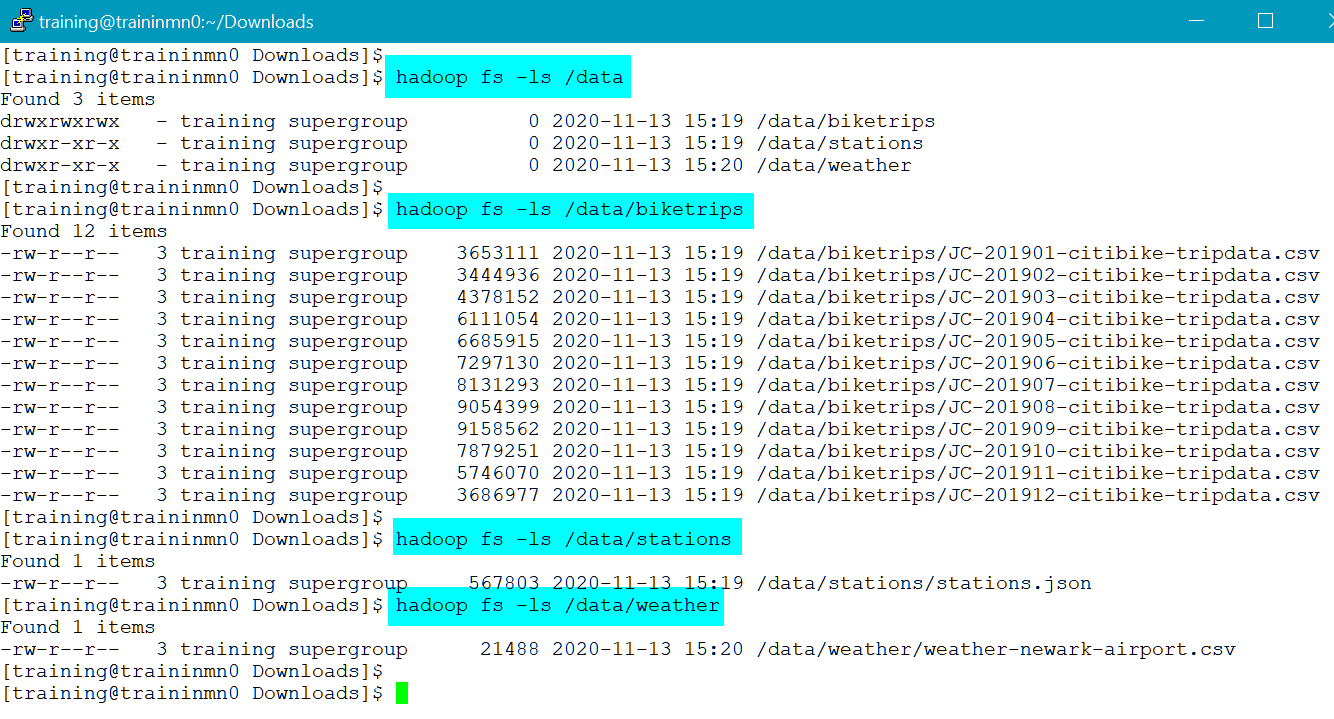 training@traininmn0:~/Downloads
[training@traininmn0 Downloads]$
[training@traininmn0 Downloads]$ hadoop fs -ls /data
Found 3 items
drwxrwxrwx   - training supergroup          0 2020-11-13 15:19 /data/biketrips
drwxr-xr-x   - training supergroup          0 2020-11-13 15:19 /data/stations
drwxr-xr-x   - training supergroup          0 2020-11-13 15:20 /data/weather
[training@traininmn0 Downloads]$
[training@traininmn0 Downloads]$ hadoop fs -ls /data/biketrips
Found 12 items
-rw-r--r--   3 training supergroup    3653111 2020-11-13 15:19 /data/biketrips/JC-201901-citibike-tripdata.csv
-rw-r--r--   3 training supergroup    3444936 2020-11-13 15:19 /data/biketrips/JC-201902-citibike-tripdata.csv
-rw-r--r--   3 training supergroup    4378152 2020-11-13 15:19 /data/biketrips/JC-201903-citibike-tripdata.csv
-rw-r--r--   3 training supergroup    6111054 2020-11-13 15:19 /data/biketrips/JC-201904-citibike-tripdata.csv
-rw-r--r--   3 training supergroup    6685915 2020-11-13 15:19 /data/biketrips/JC-201905-citibike-tripdata.csv
-rw-r--r--   3 training supergroup    7297130 2020-11-13 15:19 /data/biketrips/JC-201906-citibike-tripdata.csv
-rw-r--r--   3 training supergroup    8131293 2020-11-13 15:19 /data/biketrips/JC-201907-citibike-tripdata.csv
-rw-r--r--   3 training supergroup    9054399 2020-11-13 15:19 /data/biketrips/JC-201908-citibike-tripdata.csv
-rw-r--r--   3 training supergroup    9158562 2020-11-13 15:19 /data/biketrips/JC-201909-citibike-tripdata.csv
-rw-r--r--   3 training supergroup    7879251 2020-11-13 15:19 /data/biketrips/JC-201910-citibike-tripdata.csv
-rw-r--r--   3 training supergroup    5746070 2020-11-13 15:19 /data/biketrips/JC-201911-citibike-tripdata.csv
-rw-r--r--   3 training supergroup    3686977 2020-11-13 15:19 /data/biketrips/JC-201912-citibike-tripdata.csv
[training@traininmn0 Downloads]$
[training@traininmn0 Downloads]$ hadoop fs -ls /data/stations
Found 1 items
-rw-r--r--   3 training supergroup     567803 2020-11-13 15:19 /data/stations/stations.json
[training@traininmn0 Downloads]$ hadoop fs -ls /data/weather
Found 1 items
-rw-r--r--   3 training supergroup      21488 2020-11-13 15:20 /data/weather/weather-newark-airport.csv
[training@traininmn0 Downloads]$
[training@traininmn0 Downloads]$